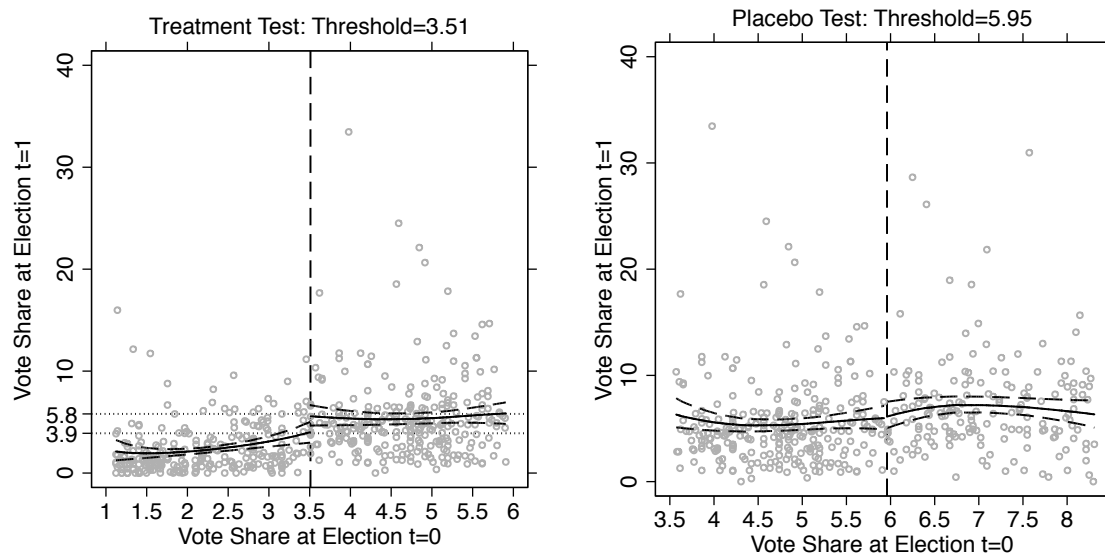 Treatment Test: Threshold=3.51
Vote Share at Election t=1
40
30
20
10
5.8
3.9
0
1 1.5 2 2.5 3 3.5 4 4.5 5 5.5 6
Vote Share at Election t=0
Placebo Test: Threshold=5.95
Vote Share at Election t=1
40
30
20
10
0
3.5 4 4.5 5 5.5 6 6.5 7 7.5 8
Vote Share at Election t=0